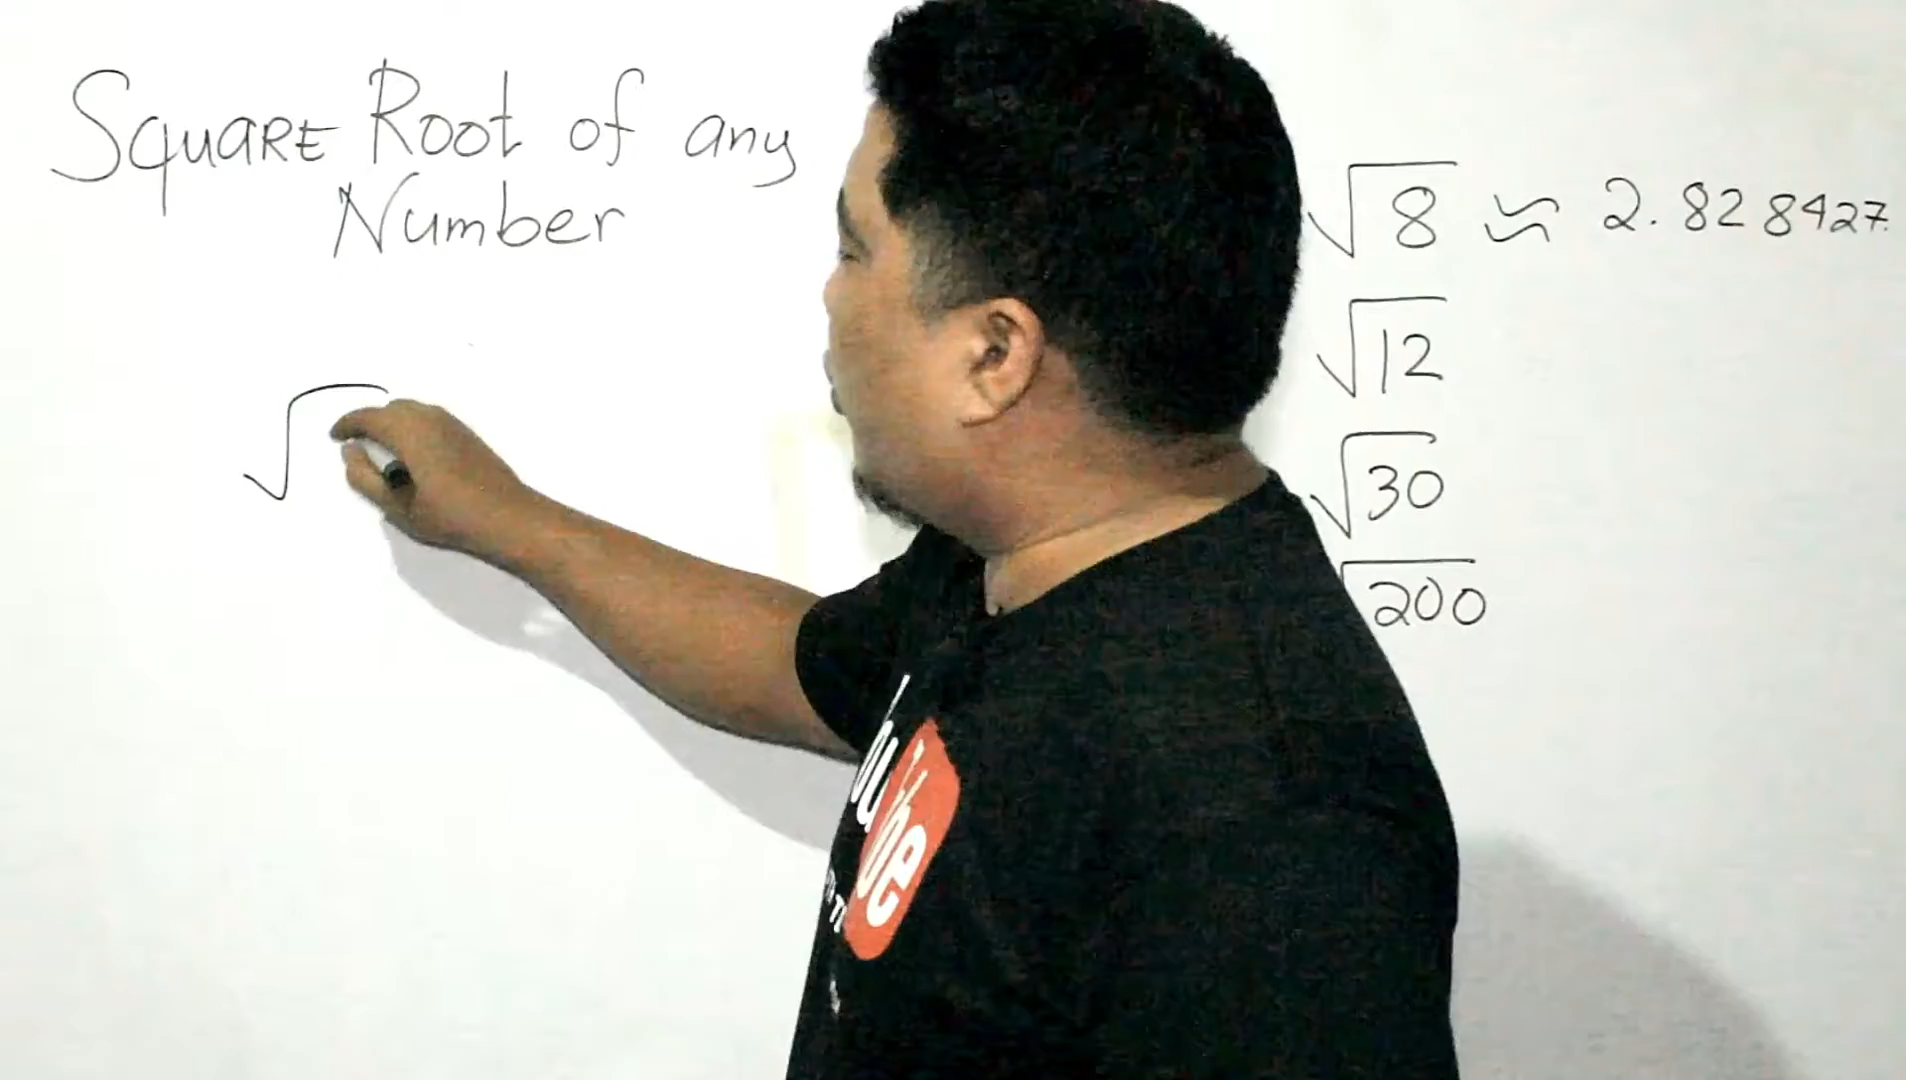 SQUARE Root of any
Number
√
√8 ≈ 2.828427.
√12
√30
√200